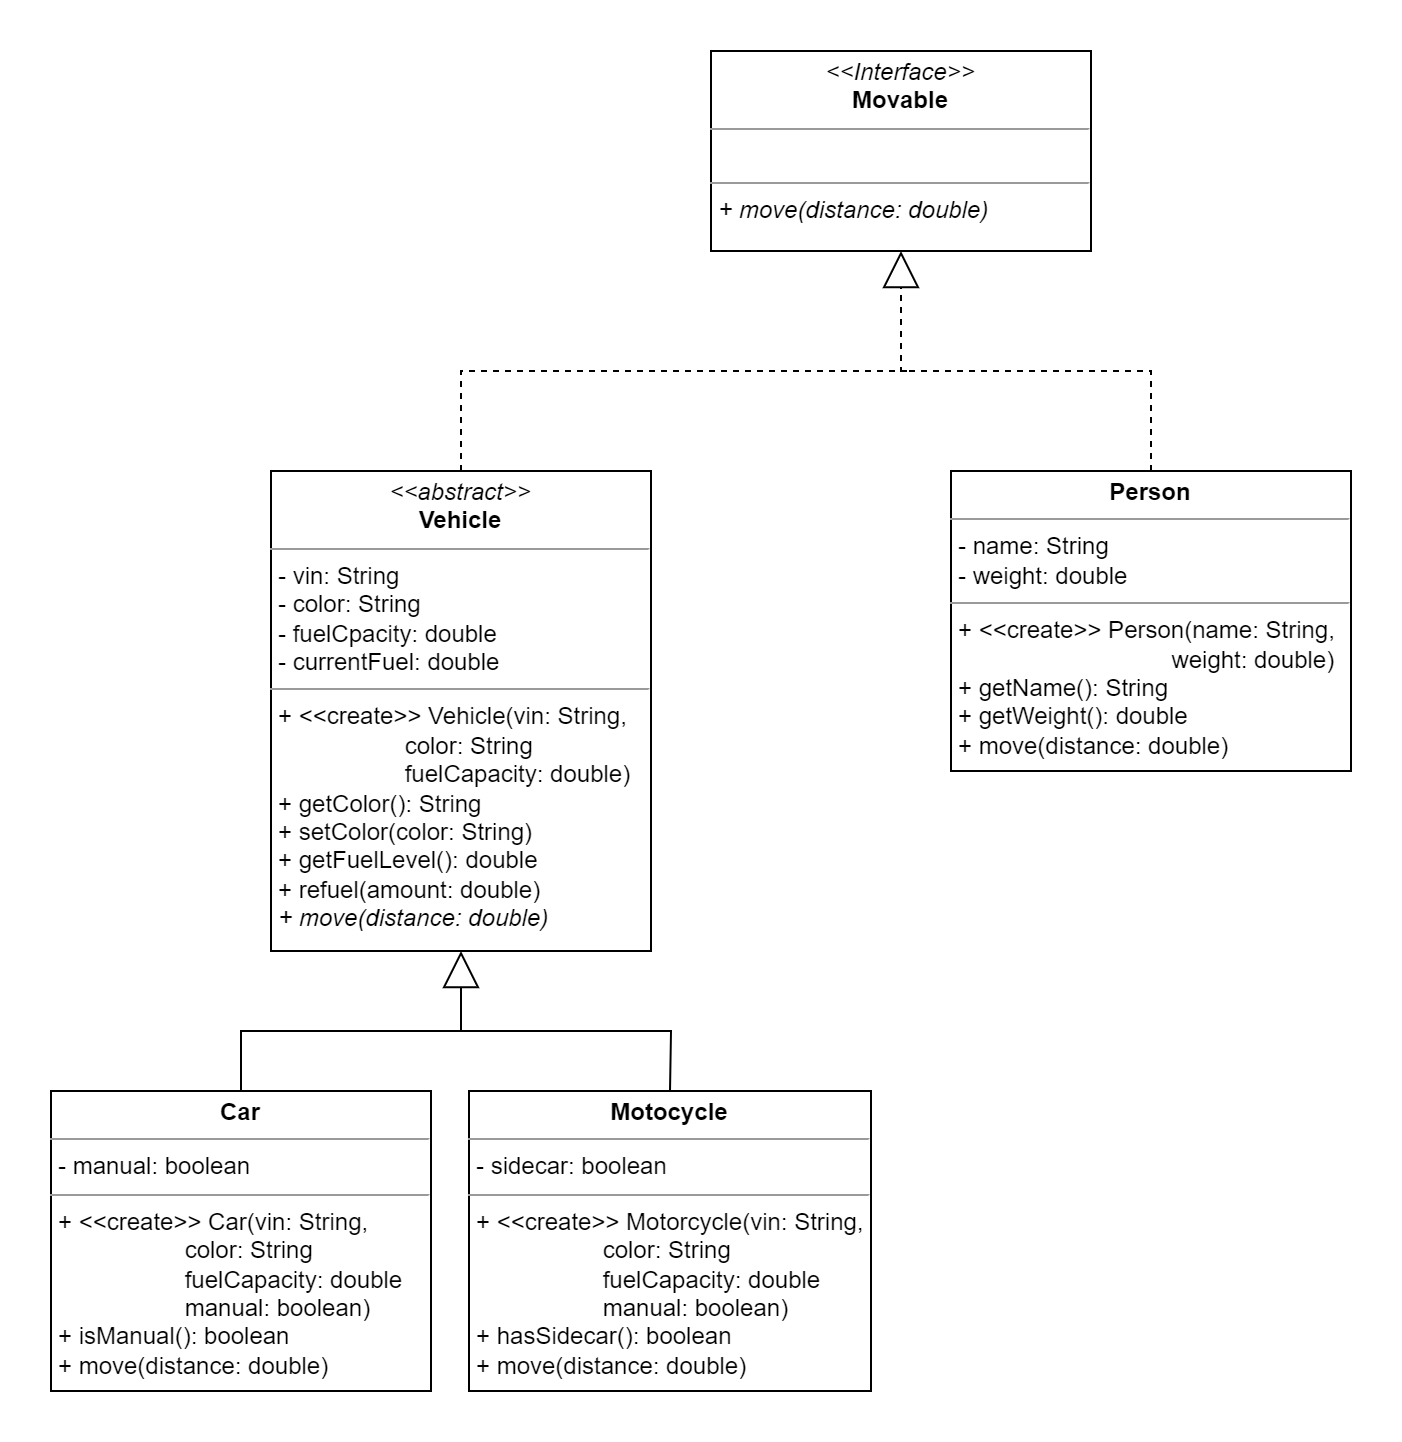 <<Interface>>
Movable
+ move(distance: double)
<<abstract>>
Vehicle
- vin: String
- color: String
- fuelCpacity: double
- currentFuel: double
+ <<create>> Vehicle(vin: String,
color: String
fuelCapacity: double)
+ getColor(): String
+ setColor(color: String)
+ getFuelLevel(): double
+ refuel(amount: double)
+ move(distance: double)
Person
- name: String
- weight: double
+ <<create>> Person(name: String,
weight: double)
+ getName(): String
+ getWeight(): double
+ move(distance: double)
Car
- manual: boolean
+ <<create>> Car(vin: String,
color: String
fuelCapacity: double
manual: boolean)
+ isManual(): boolean
+ move(distance: double)
Motocycle
- sidecar: boolean
+ <<create>> Motorcycle(vin: String,
color: String
fuelCapacity: double
manual: boolean)
+ hasSidecar(): boolean
+ move(distance: double)